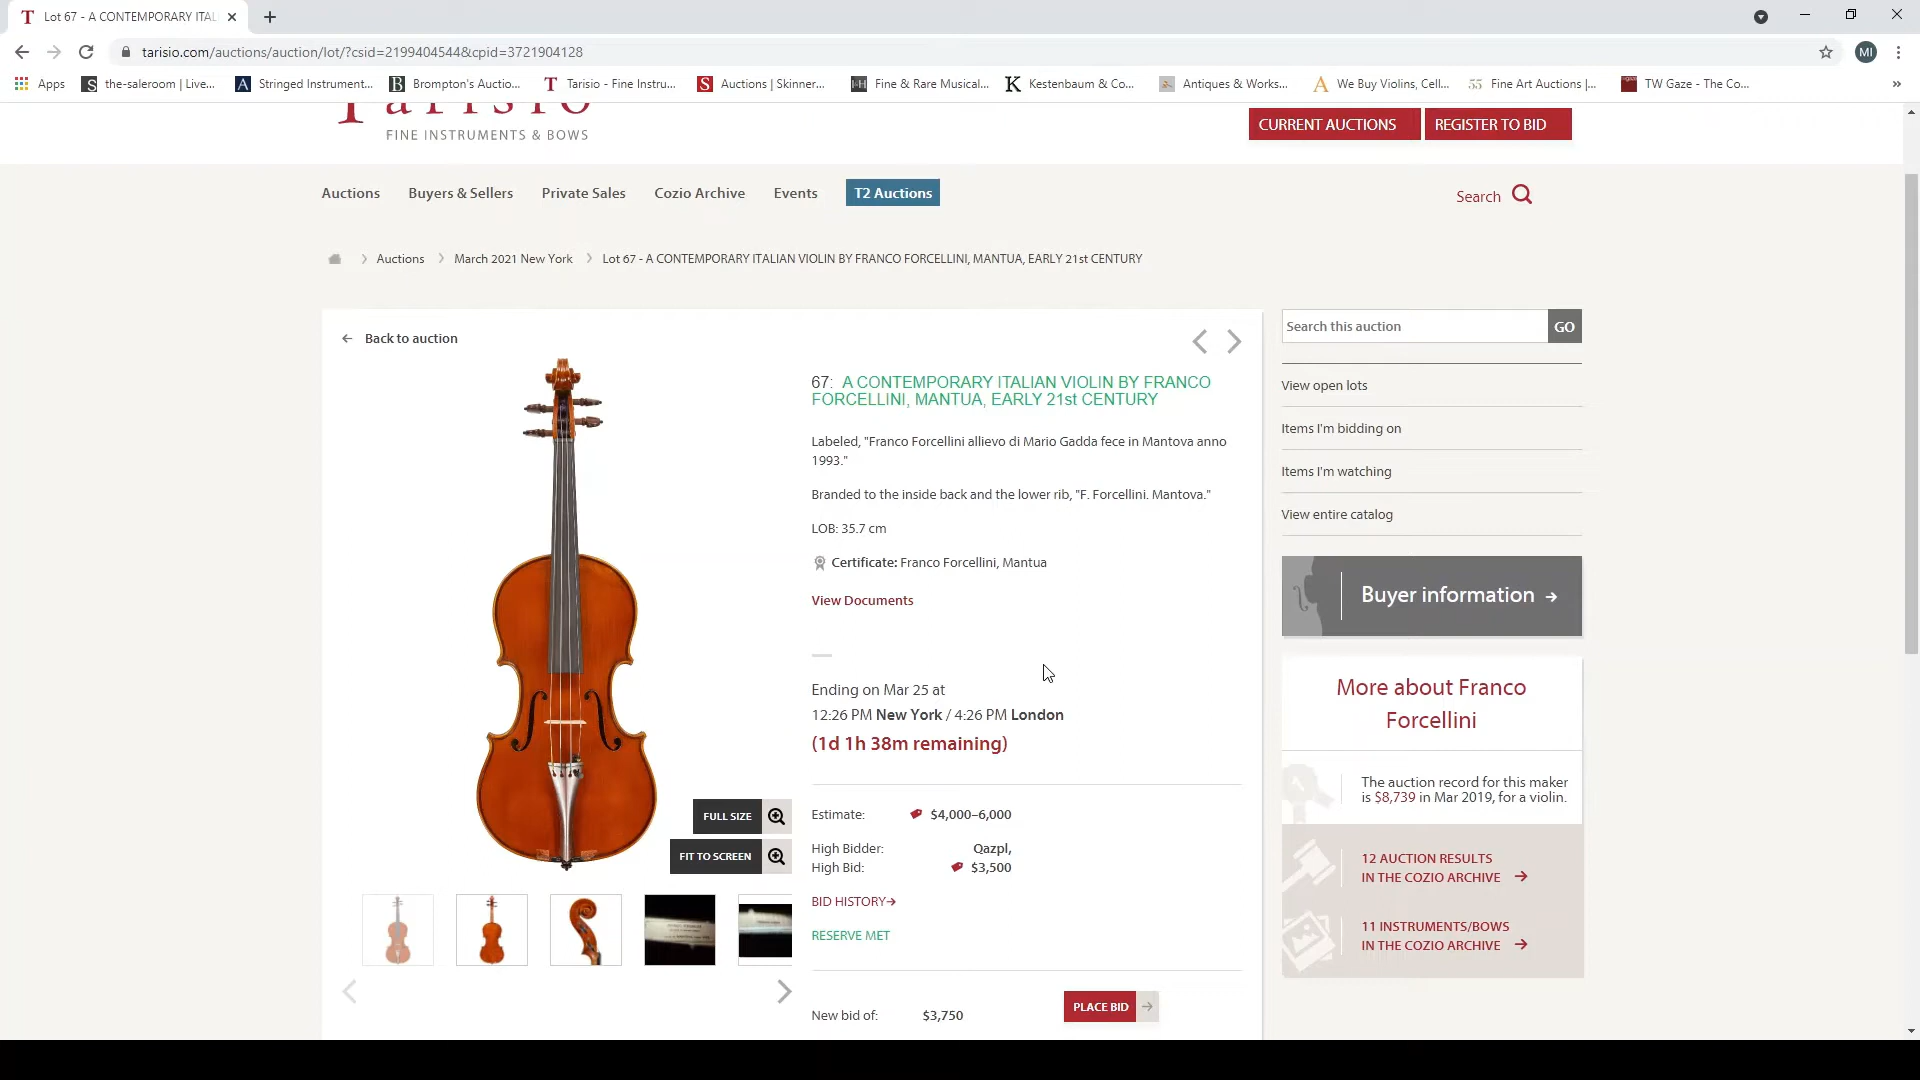 Lot 67 - A CONTEMPORARY ITAL
tarisio.com/auctions/auction/lot/?csid=2199404544&cpid=3721904128
MI
Apps
the-saleroom | Live...
Stringed Instrument...
Brompton's Auctio...
Tarisio - Fine Instru...
Auctions | Skinner...
Fine & Rare Musical...
Kestenbaum & Co...
Antiques & Works...
We Buy Violins, Cell...
Fine Art Auctions |...
TW Gaze - The Co...
Tarisio
FINE INSTRUMENTS & BOWS
CURRENT AUCTIONS
REGISTER TO BID
Auctions
Buyers & Sellers
Private Sales
Cozio Archive
Events
T2 Auctions
Search
Auctions
March 2021 New York
Lot 67 - A CONTEMPORARY ITALIAN VIOLIN BY FRANCO FORCELLINI, MANTUA, EARLY 21st CENTURY
Back to auction
67: A CONTEMPORARY ITALIAN VIOLIN BY FRANCO
FORCELLINI, MANTUA, EARLY 21st CENTURY
Labeled, "Franco Forcellini allievo di Mario Gadda fece in Mantova anno
1993."
Branded to the inside back and the lower rib, "F. Forcellini. Mantova."
LOB: 35.7 cm
Certificate: Franco Forcellini, Mantua
View Documents
Ending on Mar 25 at
12:26 PM New York / 4:26 PM London
(1d 1h 38m remaining)
Estimate: $4,000–6,000
High Bidder: Qazpl,
High Bid: $3,500
BID HISTORY→
RESERVE MET
New bid of: $3,750
PLACE BID →
FULL SIZE
FIT TO SCREEN
Search this auction
GO
View open lots
Items I'm bidding on
Items I'm watching
View entire catalog
Buyer information →
More about Franco
Forcellini
The auction record for this maker
is $8,739 in Mar 2019, for a violin.
12 AUCTION RESULTS
IN THE COZIO ARCHIVE →
11 INSTRUMENTS/BOWS
IN THE COZIO ARCHIVE →